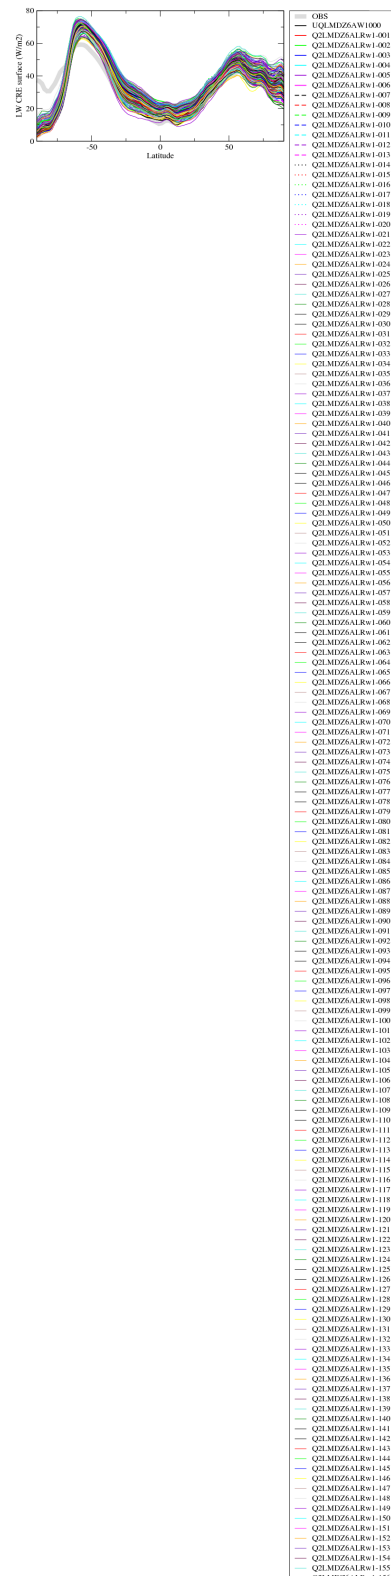 80
60
40
20
0
LW CRE surface (W/m2)
-50
0
50
Latitude
OBS
UQLMDZ6AW1000
Q2LMDZ6ALRw1-001
Q2LMDZ6ALRw1-002
Q2LMDZ6ALRw1-003
Q2LMDZ6ALRw1-004
Q2LMDZ6ALRw1-005
Q2LMDZ6ALRw1-006
Q2LMDZ6ALRw1-007
Q2LMDZ6ALRw1-008
Q2LMDZ6ALRw1-009
Q2LMDZ6ALRw1-010
Q2LMDZ6ALRw1-011
Q2LMDZ6ALRw1-012
Q2LMDZ6ALRw1-013
Q2LMDZ6ALRw1-014
Q2LMDZ6ALRw1-015
Q2LMDZ6ALRw1-016
Q2LMDZ6ALRw1-017
Q2LMDZ6ALRw1-018
Q2LMDZ6ALRw1-019
Q2LMDZ6ALRw1-020
Q2LMDZ6ALRw1-021
Q2LMDZ6ALRw1-022
Q2LMDZ6ALRw1-023
Q2LMDZ6ALRw1-024
Q2LMDZ6ALRw1-025
Q2LMDZ6ALRw1-026
Q2LMDZ6ALRw1-027
Q2LMDZ6ALRw1-028
Q2LMDZ6ALRw1-029
Q2LMDZ6ALRw1-030
Q2LMDZ6ALRw1-031
Q2LMDZ6ALRw1-032
Q2LMDZ6ALRw1-033
Q2LMDZ6ALRw1-034
Q2LMDZ6ALRw1-035
Q2LMDZ6ALRw1-036
Q2LMDZ6ALRw1-037
Q2LMDZ6ALRw1-038
Q2LMDZ6ALRw1-039
Q2LMDZ6ALRw1-040
Q2LMDZ6ALRw1-041
Q2LMDZ6ALRw1-042
Q2LMDZ6ALRw1-043
Q2LMDZ6ALRw1-044
Q2LMDZ6ALRw1-045
Q2LMDZ6ALRw1-046
Q2LMDZ6ALRw1-047
Q2LMDZ6ALRw1-048
Q2LMDZ6ALRw1-049
Q2LMDZ6ALRw1-050
Q2LMDZ6ALRw1-051
Q2LMDZ6ALRw1-052
Q2LMDZ6ALRw1-053
Q2LMDZ6ALRw1-054
Q2LMDZ6ALRw1-055
Q2LMDZ6ALRw1-056
Q2LMDZ6ALRw1-057
Q2LMDZ6ALRw1-058
Q2LMDZ6ALRw1-059
Q2LMDZ6ALRw1-060
Q2LMDZ6ALRw1-061
Q2LMDZ6ALRw1-062
Q2LMDZ6ALRw1-063
Q2LMDZ6ALRw1-064
Q2LMDZ6ALRw1-065
Q2LMDZ6ALRw1-066
Q2LMDZ6ALRw1-067
Q2LMDZ6ALRw1-068
Q2LMDZ6ALRw1-069
Q2LMDZ6ALRw1-070
Q2LMDZ6ALRw1-071
Q2LMDZ6ALRw1-072
Q2LMDZ6ALRw1-073
Q2LMDZ6ALRw1-074
Q2LMDZ6ALRw1-075
Q2LMDZ6ALRw1-076
Q2LMDZ6ALRw1-077
Q2LMDZ6ALRw1-078
Q2LMDZ6ALRw1-079
Q2LMDZ6ALRw1-080
Q2LMDZ6ALRw1-081
Q2LMDZ6ALRw1-082
Q2LMDZ6ALRw1-083
Q2LMDZ6ALRw1-084
Q2LMDZ6ALRw1-085
Q2LMDZ6ALRw1-086
Q2LMDZ6ALRw1-087
Q2LMDZ6ALRw1-088
Q2LMDZ6ALRw1-089
Q2LMDZ6ALRw1-090
Q2LMDZ6ALRw1-091
Q2LMDZ6ALRw1-092
Q2LMDZ6ALRw1-093
Q2LMDZ6ALRw1-094
Q2LMDZ6ALRw1-095
Q2LMDZ6ALRw1-096
Q2LMDZ6ALRw1-097
Q2LMDZ6ALRw1-098
Q2LMDZ6ALRw1-099
Q2LMDZ6ALRw1-100
Q2LMDZ6ALRw1-101
Q2LMDZ6ALRw1-102
Q2LMDZ6ALRw1-103
Q2LMDZ6ALRw1-104
Q2LMDZ6ALRw1-105
Q2LMDZ6ALRw1-106
Q2LMDZ6ALRw1-107
Q2LMDZ6ALRw1-108
Q2LMDZ6ALRw1-109
Q2LMDZ6ALRw1-110
Q2LMDZ6ALRw1-111
Q2LMDZ6ALRw1-112
Q2LMDZ6ALRw1-113
Q2LMDZ6ALRw1-114
Q2LMDZ6ALRw1-115
Q2LMDZ6ALRw1-116
Q2LMDZ6ALRw1-117
Q2LMDZ6ALRw1-118
Q2LMDZ6ALRw1-119
Q2LMDZ6ALRw1-120
Q2LMDZ6ALRw1-121
Q2LMDZ6ALRw1-122
Q2LMDZ6ALRw1-123
Q2LMDZ6ALRw1-124
Q2LMDZ6ALRw1-125
Q2LMDZ6ALRw1-126
Q2LMDZ6ALRw1-127
Q2LMDZ6ALRw1-128
Q2LMDZ6ALRw1-129
Q2LMDZ6ALRw1-130
Q2LMDZ6ALRw1-131
Q2LMDZ6ALRw1-132
Q2LMDZ6ALRw1-133
Q2LMDZ6ALRw1-134
Q2LMDZ6ALRw1-135
Q2LMDZ6ALRw1-136
Q2LMDZ6ALRw1-137
Q2LMDZ6ALRw1-138
Q2LMDZ6ALRw1-139
Q2LMDZ6ALRw1-140
Q2LMDZ6ALRw1-141
Q2LMDZ6ALRw1-142
Q2LMDZ6ALRw1-143
Q2LMDZ6ALRw1-144
Q2LMDZ6ALRw1-145
Q2LMDZ6ALRw1-146
Q2LMDZ6ALRw1-147
Q2LMDZ6ALRw1-148
Q2LMDZ6ALRw1-149
Q2LMDZ6ALRw1-150
Q2LMDZ6ALRw1-151
Q2LMDZ6ALRw1-152
Q2LMDZ6ALRw1-153
Q2LMDZ6ALRw1-154
Q2LMDZ6ALRw1-155